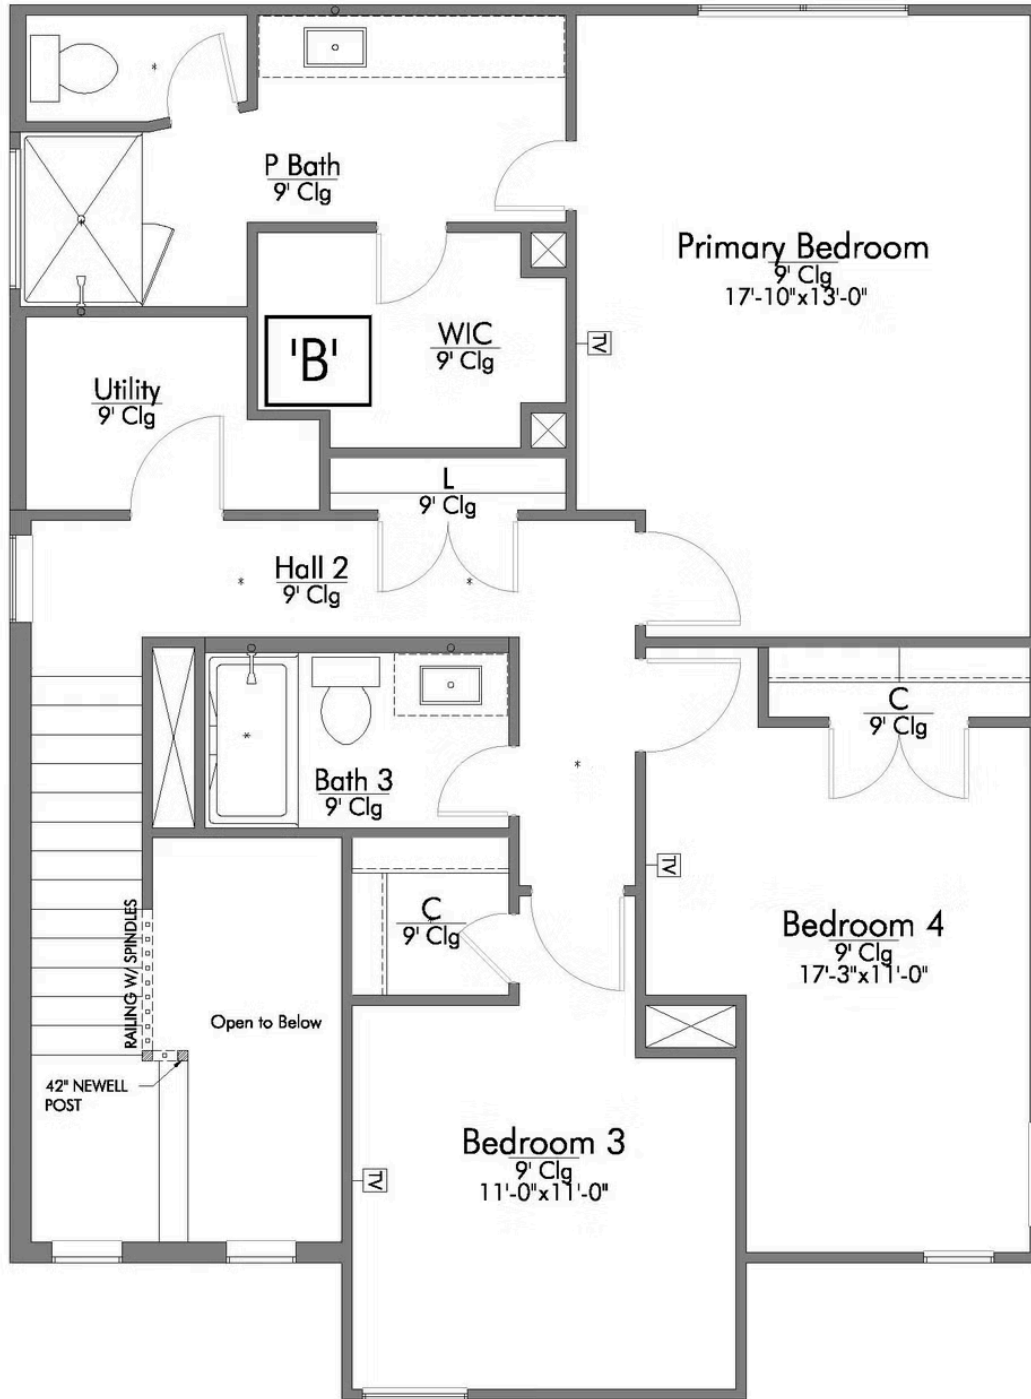 P Bath
9' Clg
Primary Bedroom
9' Clg
17'-10"x13'-0"
TV
'B'
WIC
9' Clg
Utility
9' Clg
L
9' Clg
Hall 2
9' Clg
C
9' Clg
Bath 3
9' Clg
TV
C
9' Clg
Bedroom 4
9' Clg
17'-3"x11'-0"
RAILING W/ SPINDLES
Open to Below
42" NEWELL
POST
Bedroom 3
9' Clg
11'-0"x11'-0"
TV